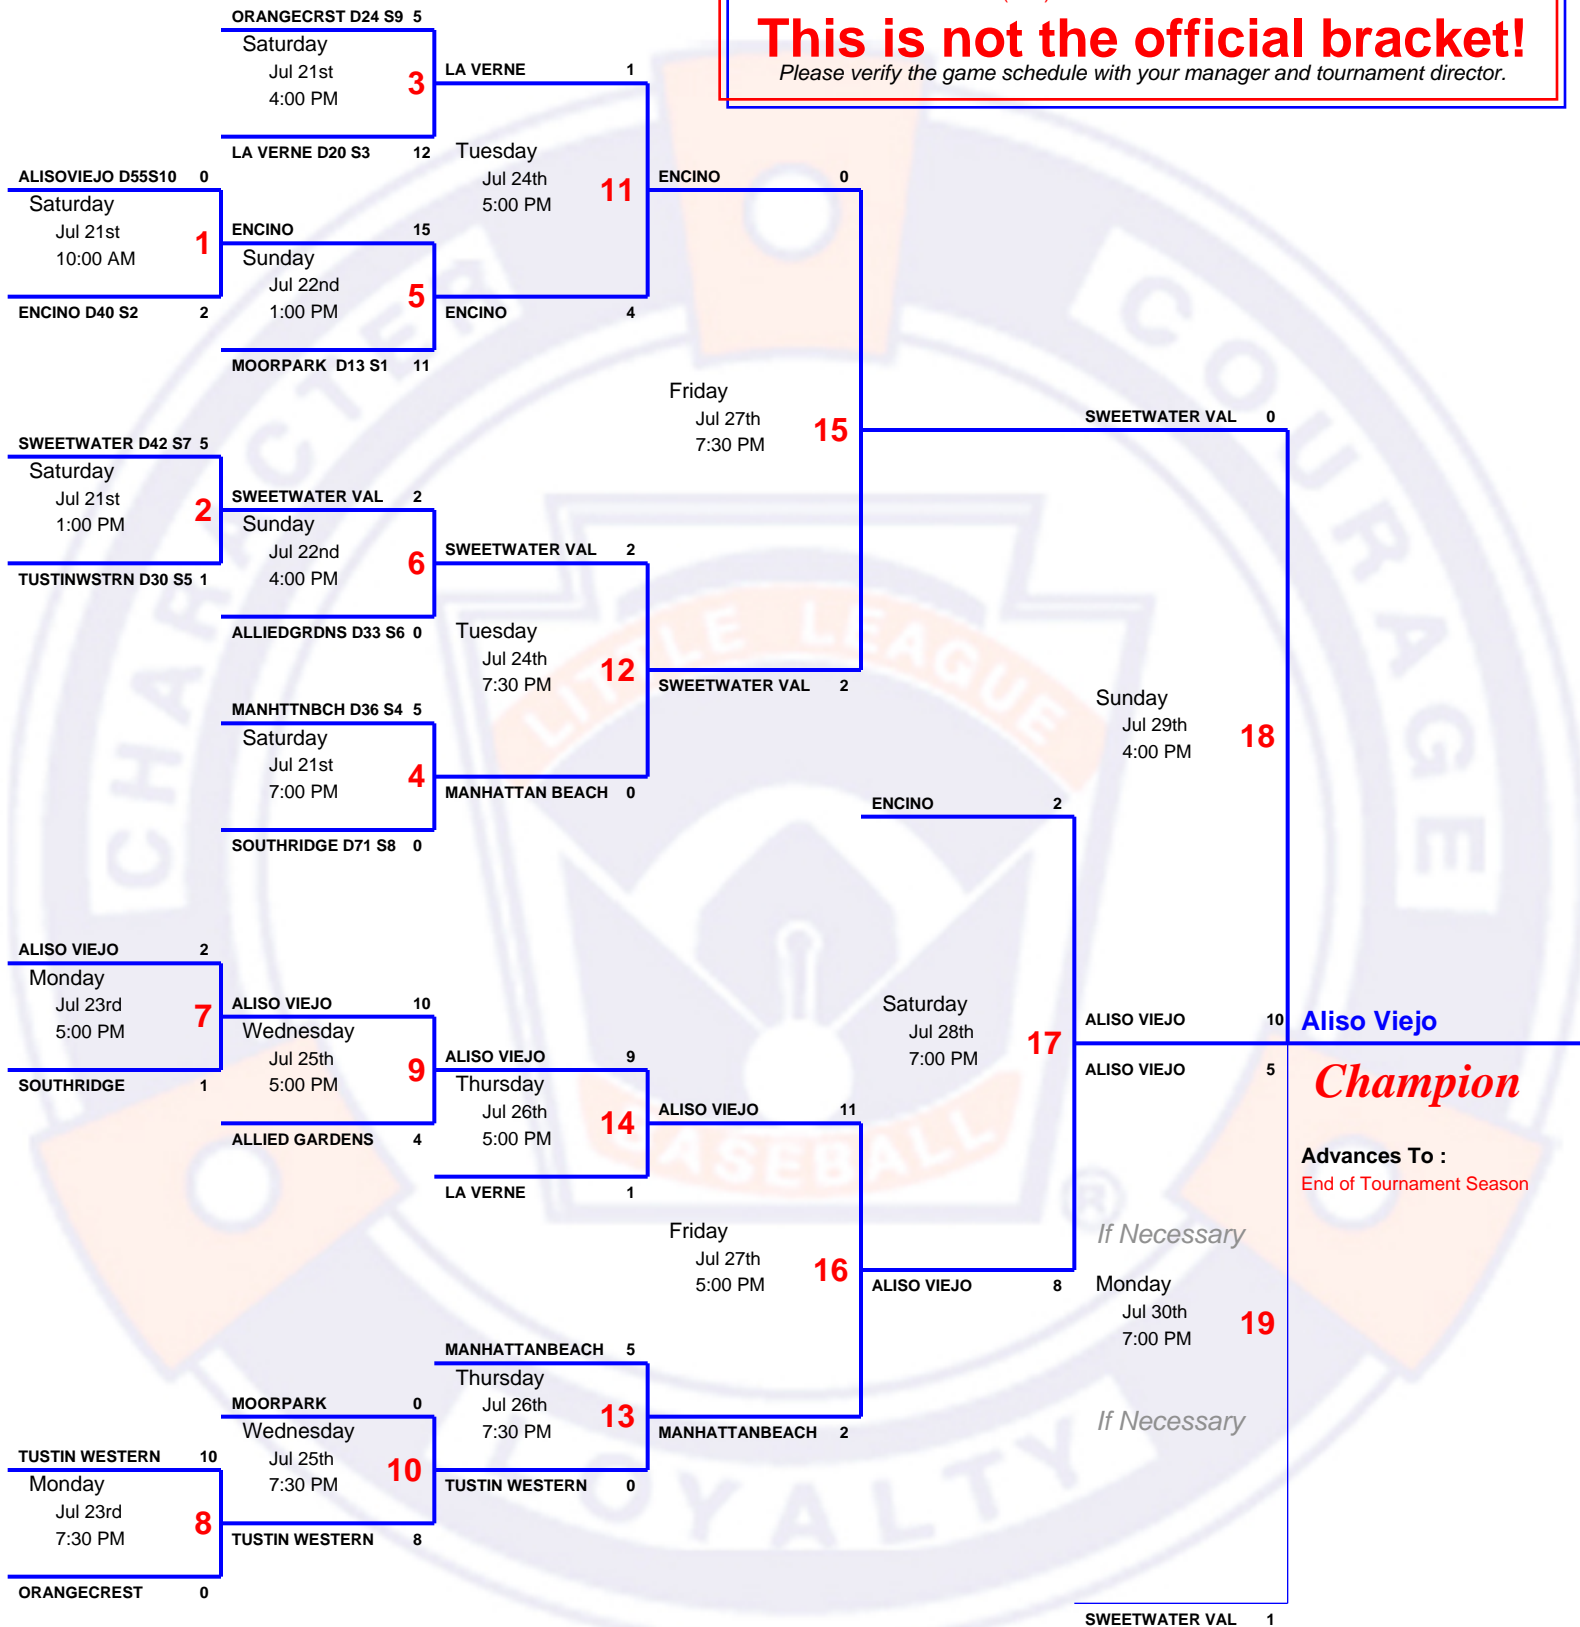 This is not the official bracket!
Please verify the game schedule with your manager and tournament director.
ORANGECRST D24 S9 5
Saturday
Jul 21st
4:00 PM
3
LA VERNE D20 S3 12
LA VERNE 1
Tuesday
Jul 24th
5:00 PM
11
ALISOVIEJO D55S10 0
Saturday
Jul 21st
10:00 AM
1
ENCINO D40 S2 2
ENCINO 15
Sunday
Jul 22nd
1:00 PM
5
MOORPARK D13 S1 11
ENCINO 4
ENCINO 0
Friday
Jul 27th
7:30 PM
15
SWEETWATER D42 S7 5
Saturday
Jul 21st
1:00 PM
2
TUSTINWSTRN D30 S5 1
SWEETWATER VAL 2
Sunday
Jul 22nd
4:00 PM
6
ALLIEDGRDNS D33 S6 0
SWEETWATER VAL 2
Tuesday
Jul 24th
7:30 PM
12
SWEETWATER VAL 2
MANHTTNBCH D36 S4 5
Saturday
Jul 21st
7:00 PM
4
SOUTHRIDGE D71 S8 0
MANHATTAN BEACH 0
SWEETWATER VAL 0
Sunday
Jul 29th
4:00 PM
18
ENCINO 2
Saturday
Jul 28th
7:00 PM
17
ALISO VIEJO 8
ALISO VIEJO 2
Monday
Jul 23rd
5:00 PM
7
SOUTHRIDGE 1
ALISO VIEJO 10
Wednesday
Jul 25th
5:00 PM
9
ALLIED GARDENS 4
ALISO VIEJO 9
Thursday
Jul 26th
5:00 PM
14
LA VERNE 1
ALISO VIEJO 11
Friday
Jul 27th
5:00 PM
16
MANHATTANBEACH 2
MANHATTANBEACH 5
Thursday
Jul 26th
7:30 PM
13
TUSTIN WESTERN 0
MOORPARK 0
Wednesday
Jul 25th
7:30 PM
10
TUSTIN WESTERN 8
TUSTIN WESTERN 10
Monday
Jul 23rd
7:30 PM
8
ORANGECREST 0
ALISO VIEJO 10
ALISO VIEJO 5
Aliso Viejo
Champion
Advances To :
End of Tournament Season
If Necessary
Monday
Jul 30th
7:00 PM
19
If Necessary
SWEETWATER VAL 1
CHARACTER
COURAGE
LOYALTY
LITTLE LEAGUE
BASEBALL
®